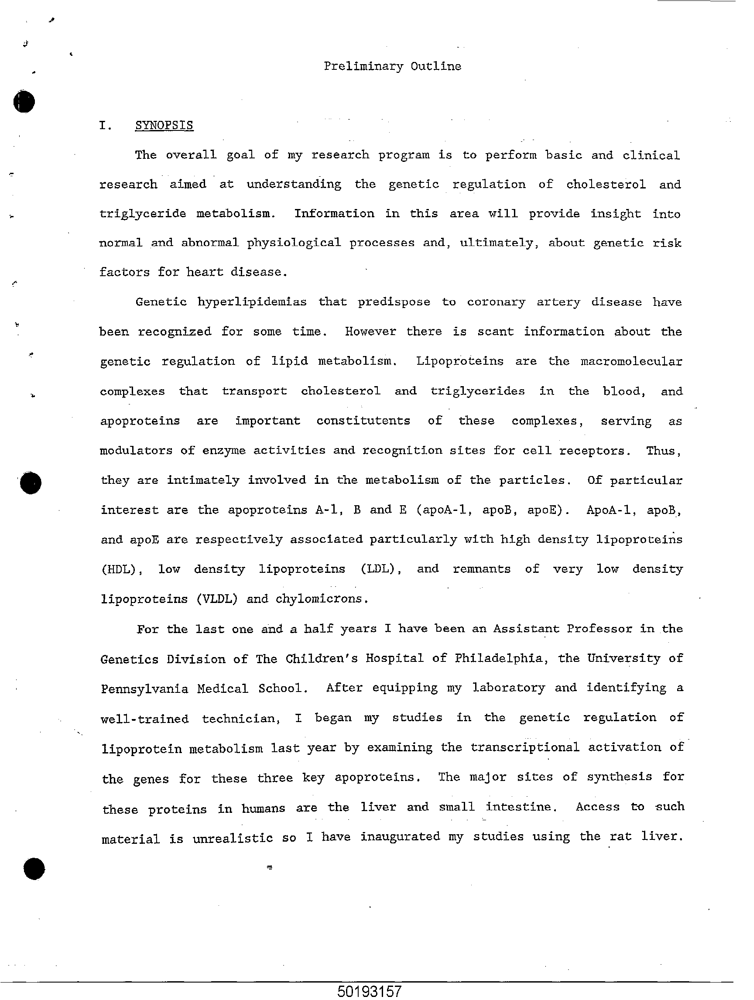 Preliminary Outline
I. SYNOPSIS
The overall goal of my research program is to perform basic and clinical
research aimed at understanding the genetic regulation of cholesterol and
triglyceride metabolism. Information in this area will provide insight into
normal and abnormal physiological processes and, ultimately, about genetic risk
factors for heart disease.
Genetic hyperlipidemias that predispose to coronary artery disease have
been recognized for some time. However there is scant information about the
genetic regulation of lipid metabolism. Lipoproteins are the macromolecular
complexes that transport cholesterol and triglycerides in the blood, and
apoproteins are important constitutents of these complexes, serving as
modulators of enzyme activities and recognition sites for cell receptors. Thus,
they are intimately involved in the metabolism of the particles. Of particular
interest are the apoproteins A-1, B and E (apoA-1, apoB, apoE). ApoA-1, apoB,
and apoE are respectively associated particularly with high density lipoproteins
(HDL), low density lipoproteins (LDL), and remnants of very low density
lipoproteins (VLDL) and chylomicrons.
For the last one and a half years I have been an Assistant Professor in the
Genetics Division of The Children's Hospital of Philadelphia, the University of
Pennsylvania Medical School. After equipping my laboratory and identifying a
well-trained technician, I began my studies in the genetic regulation of
lipoprotein metabolism last year by examining the transcriptional activation of
the genes for these three key apoproteins. The major sites of synthesis for
these proteins in humans are the liver and small intestine. Access to such
material is unrealistic so I have inaugurated my studies using the rat liver.
50193157